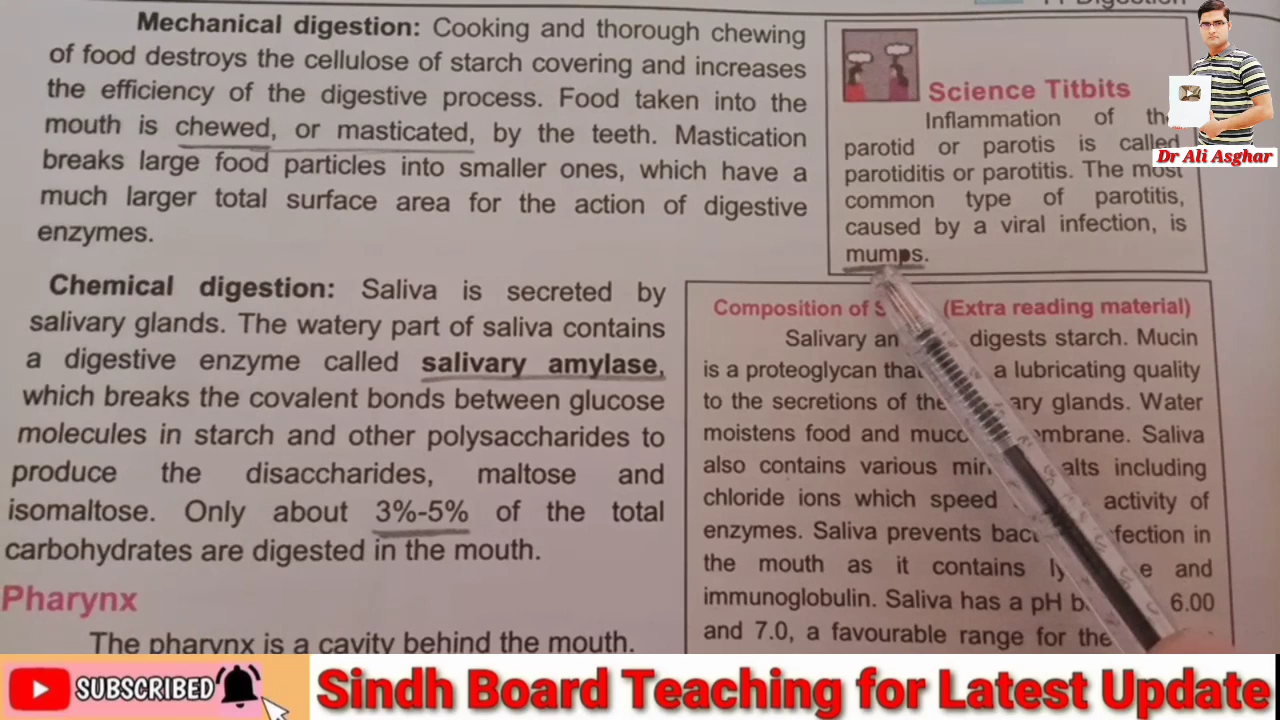 11 Digestion
Mechanical digestion: Cooking and thorough chewing
of food destroys the cellulose of starch covering and increases
the efficiency of the digestive process. Food taken into the
mouth is chewed, or masticated, by the teeth. Mastication
breaks large food particles into smaller ones, which have a
much larger total surface area for the action of digestive
enzymes.
Chemical digestion: Saliva is secreted by
salivary glands. The watery part of saliva contains
a digestive enzyme called salivary amylase,
which breaks the covalent bonds between glucose
molecules in starch and other polysaccharides to
produce the disaccharides, maltose and
isomaltose. Only about 3%-5% of the total
carbohydrates are digested in the mouth.
Pharynx
The pharynx is a cavity behind the mouth.
Science Titbits
Inflammation of the
parotid or parotis is called
parotiditis or parotitis. The most
common type of parotitis,
caused by a viral infection, is
mumps.
Composition of (Extra reading material)
Salivary digests starch. Mucin
is a proteoglycan a lubricating quality
to the secretions of the glands. Water
moistens food and Saliva
also contains various including
chloride ions which speed activity of
enzymes. Saliva prevents in
the mouth as it contains and
immunoglobulin. Saliva has a pH 6.00
and 7.0, a favourable range for the
Dr Ali Asghar
SUBSCRIBED
Sindh Board Teaching for Latest Update